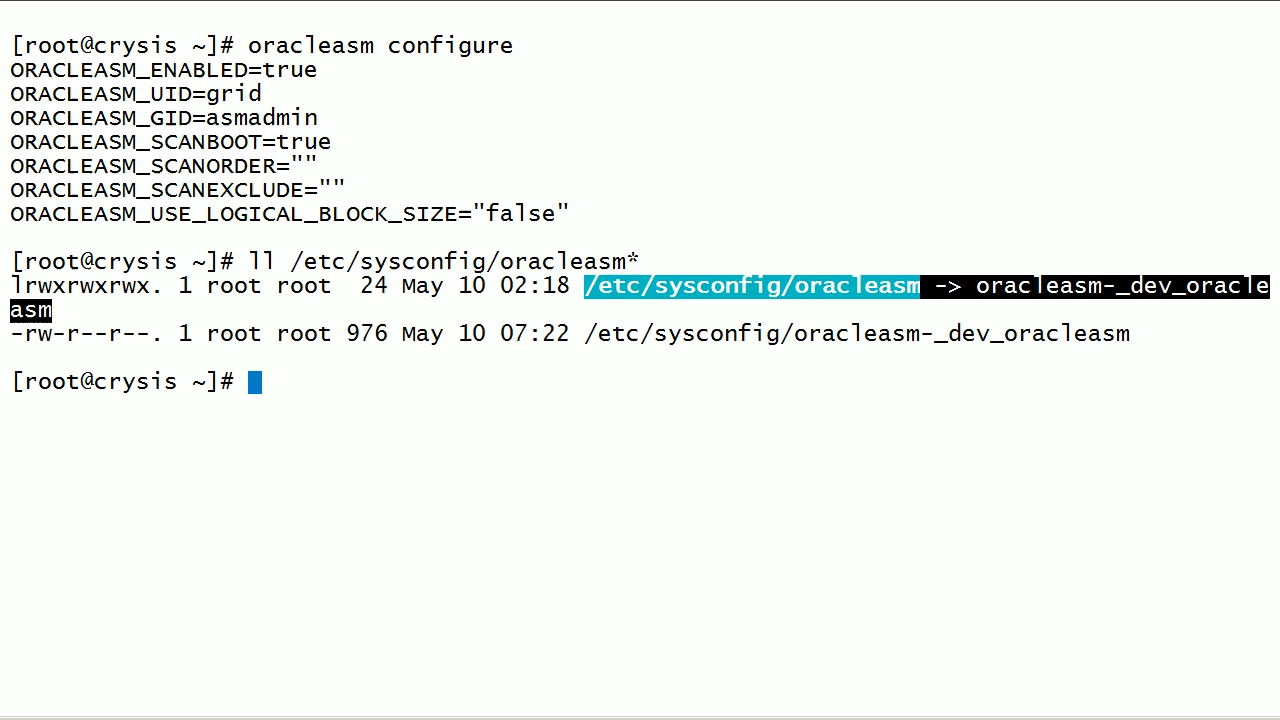 [root@crysis ~]# oracleasm configure
ORACLEASM_ENABLED=true
ORACLEASM_UID=grid
ORACLEASM_GID=asmadmin
ORACLEASM_SCANBOOT=true
ORACLEASM_SCANORDER=""
ORACLEASM_SCANEXCLUDE=""
ORACLEASM_USE_LOGICAL_BLOCK_SIZE="false"
[root@crysis ~]# ll /etc/sysconfig/oracleasm*
lrwxrwxrwx. 1 root root  24 May 10 02:18 /etc/sysconfig/oracleasm -> oracleasm-_dev_oracle
asm
-rw-r--r--. 1 root root 976 May 10 07:22 /etc/sysconfig/oracleasm-_dev_oracleasm
[root@crysis ~]#